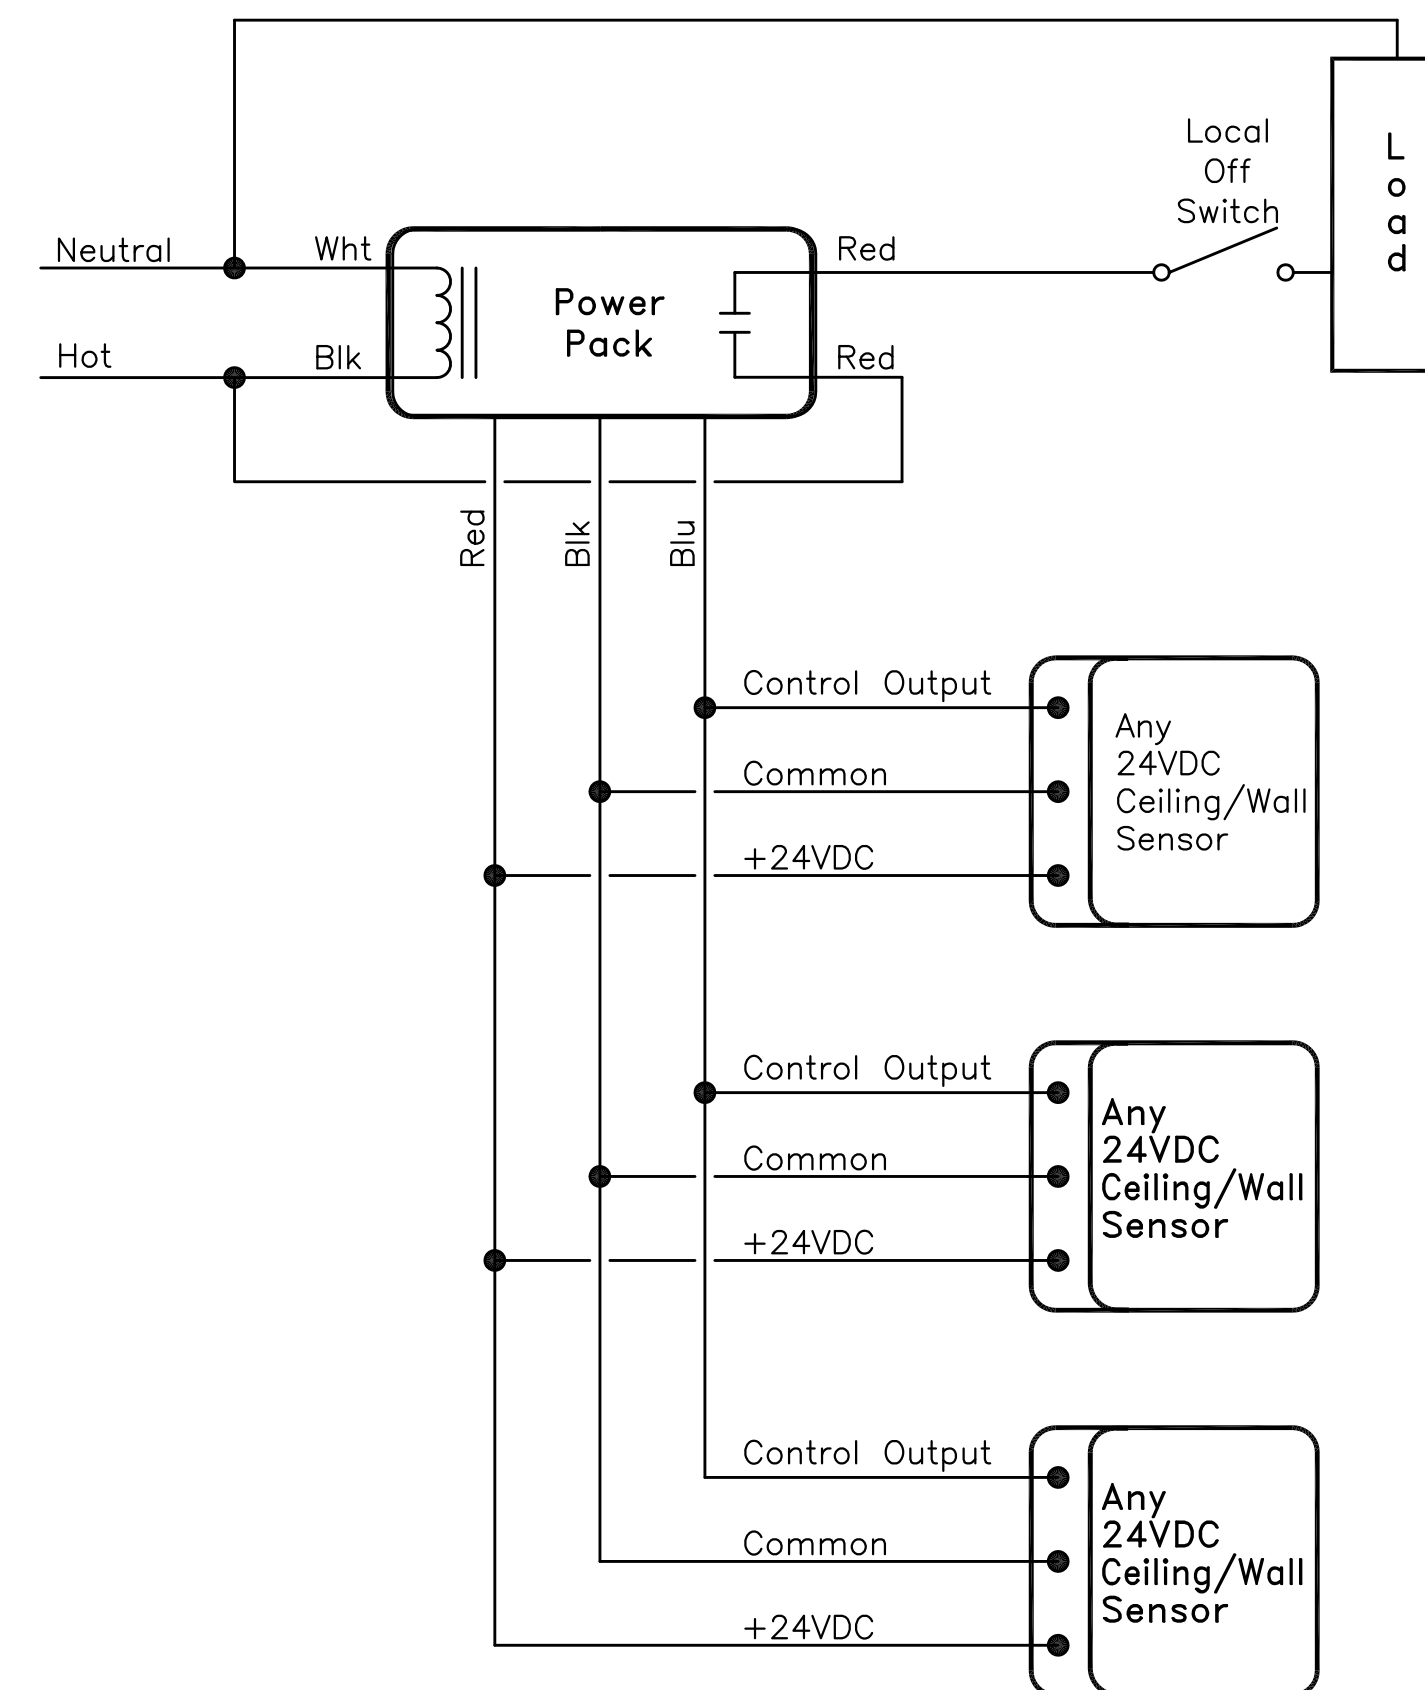 Local
Off
Switch
L
o
a
d
Neutral
Wht
Power
Pack
Red
Hot
Blk
Red
Red
Blk
Blu
Control Output
Common
+24VDC
Any
24VDC
Ceiling/Wall
Sensor
Control Output
Common
+24VDC
Any
24VDC
Ceiling/Wall
Sensor
Control Output
Common
+24VDC
Any
24VDC
Ceiling/Wall
Sensor